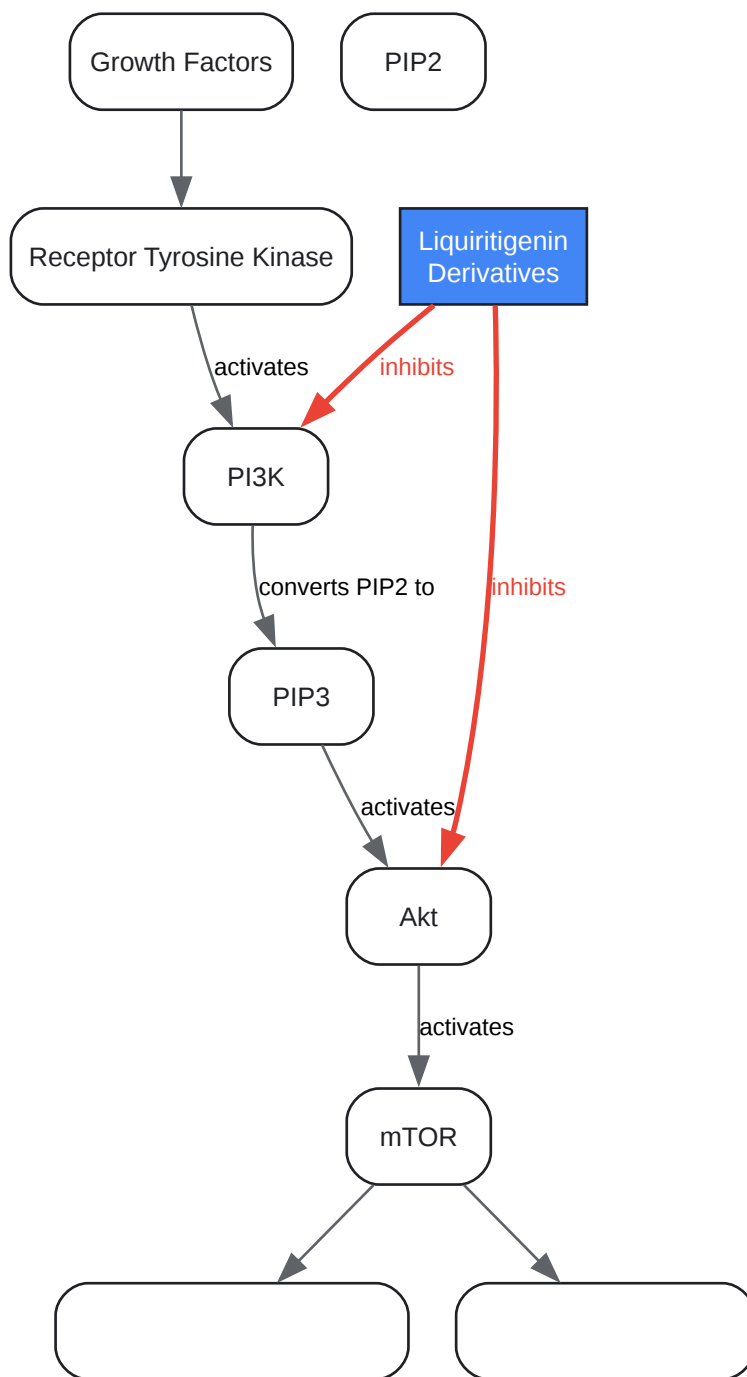 Growth Factors
PIP2
Receptor Tyrosine Kinase
Liquiritigenin
Derivatives
activates
inhibits
PI3K
converts PIP2 to
inhibits
PIP3
activates
Akt
activates
mTOR